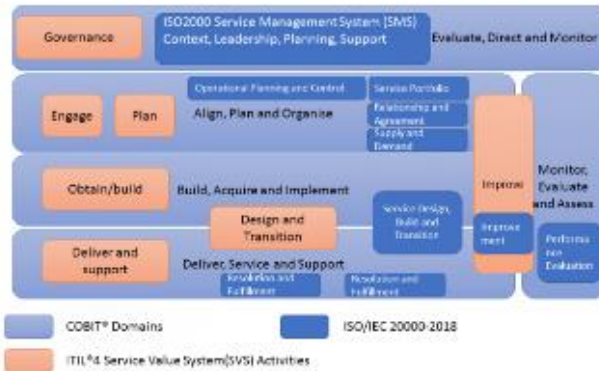 ISO2000 Service Management System (SMS)
Governance
Context, Leadership, Planning, Support
Evaluate, Direct and Monitor
Operational Planning and Control
Service Portfolio
Engage
Plan
Align, Plan and Organise
Relationship and
Agreement
Supply and
Demand
Obtain/build
Build, Acquire and Implement
Improve
Monitor,
Evaluate
and Assess
Design and
Transition
Service Design,
Build and
Transition
Improve
ment
Performa
nce
Evaluation
Deliver and
support
Deliver, Service and Support
Resolution and
Fulfillment
Resolution and
Fulfillment
COBIT® Domains
ISO/IEC 20000-2018
ITIL®4 Service Value System(SVS) Activities